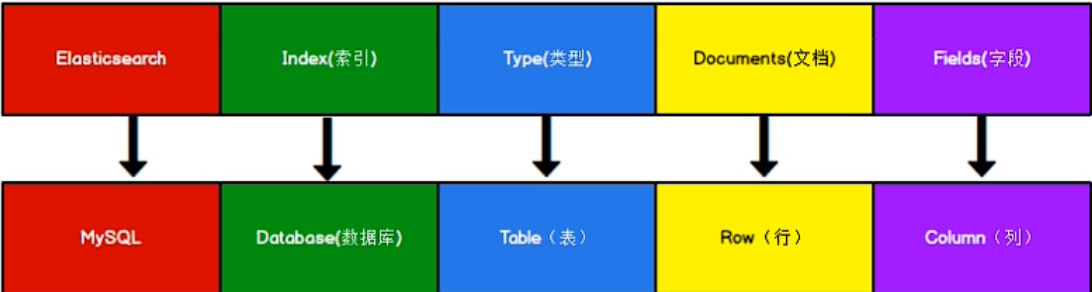 Elasticsearch
Index(索引)
Type(类型)
Documents(文档)
Fields(字段)
MySQL
Database(数据库)
Table（表）
Row（行）
Column（列）